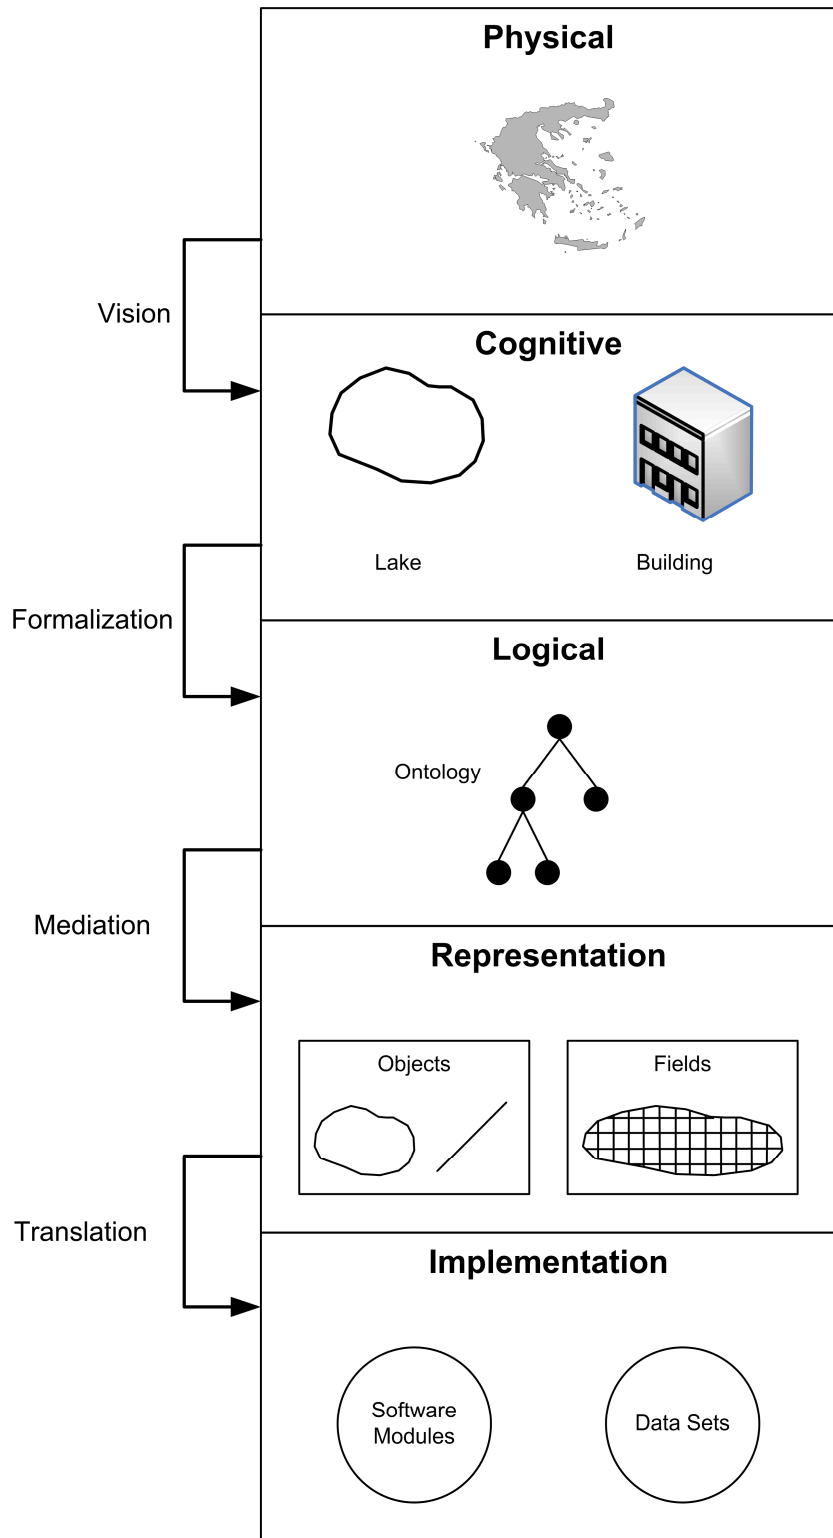 Physical
Vision
Cognitive
Lake
Building
Formalization
Logical
Ontology
Mediation
Representation
Objects
Fields
Translation
Implementation
Software
Modules
Data Sets